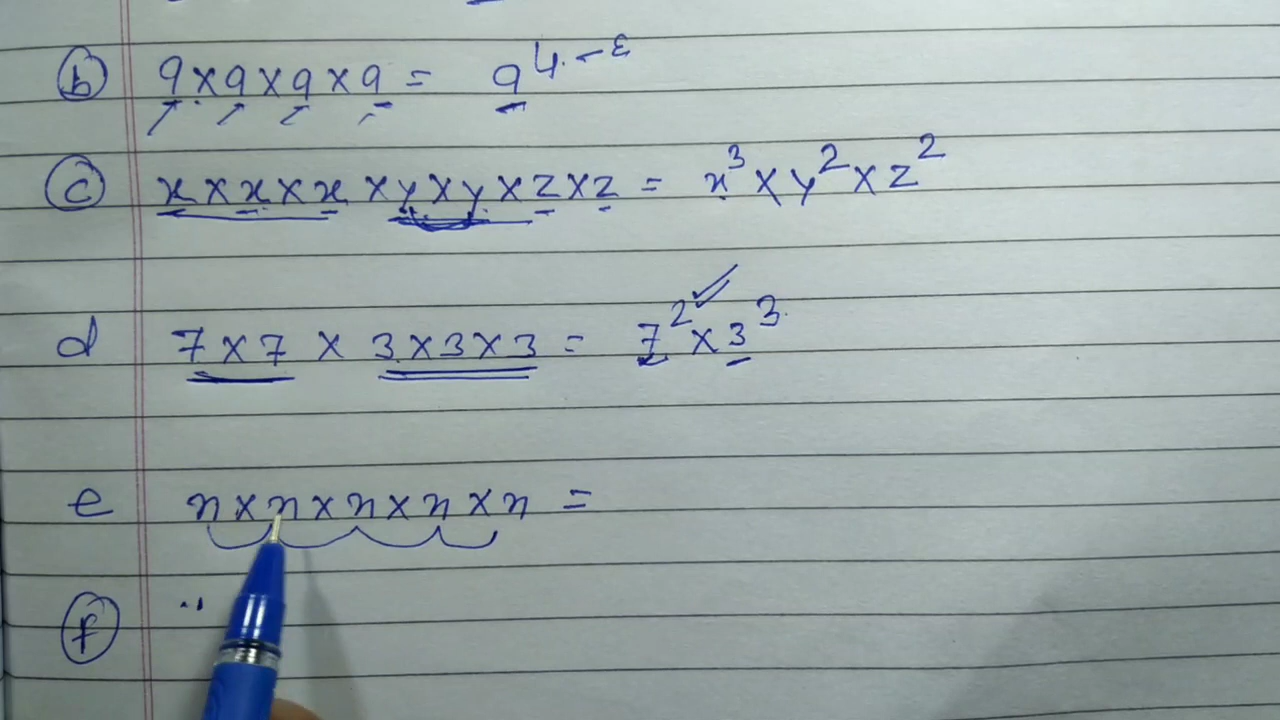 b 9×9×9×9 = 9⁴ – ε
c x×x×x×y×y×z×z = x³×y²×z²
d 7×7 × 3×3×3 = 7²×3³
e n×n×n×n×n =
f